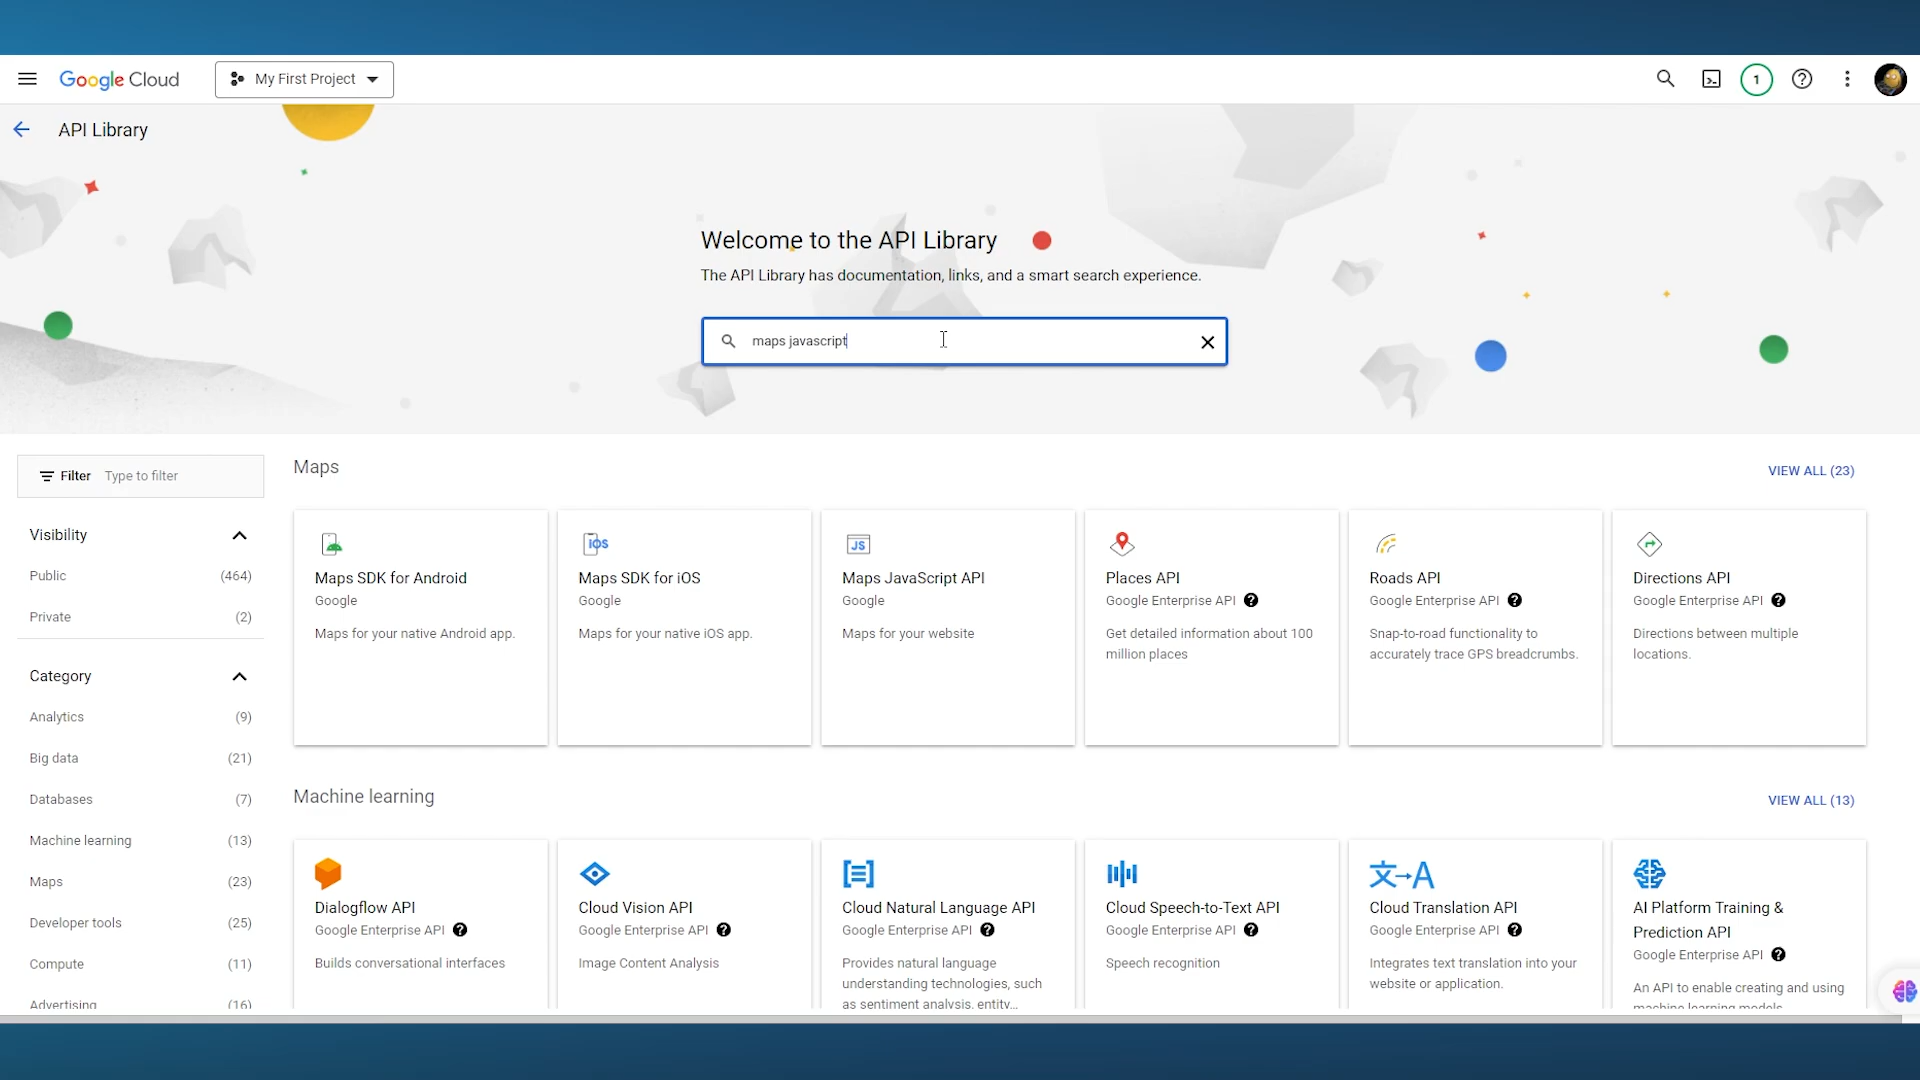 Google Cloud
My First Project
1
API Library
Welcome to the API Library
The API Library has documentation, links, and a smart search experience.
maps javascript
Filter Type to filter
Visibility
Public (464)
Private (2)
Category
Analytics (9)
Big data (21)
Databases (7)
Machine learning (13)
Maps (23)
Developer tools (25)
Compute (11)
Advertising (16)
Maps
VIEW ALL (23)
Maps SDK for Android
Google
Maps for your native Android app.
iOS
Maps SDK for iOS
Google
Maps for your native iOS app.
JS
Maps JavaScript API
Google
Maps for your website
Places API
Google Enterprise API
Get detailed information about 100
million places
Roads API
Google Enterprise API
Snap-to-road functionality to
accurately trace GPS breadcrumbs.
Directions API
Google Enterprise API
Directions between multiple
locations.
Machine learning
VIEW ALL (13)
Dialogflow API
Google Enterprise API
Builds conversational interfaces
Cloud Vision API
Google Enterprise API
Image Content Analysis
Cloud Natural Language API
Google Enterprise API
Provides natural language
understanding technologies, such
as sentiment analysis, entity...
Cloud Speech-to-Text API
Google Enterprise API
Speech recognition
文→A
Cloud Translation API
Google Enterprise API
Integrates text translation into your
website or application.
AI Platform Training &
Prediction API
Google Enterprise API
An API to enable creating and using
machine learning models